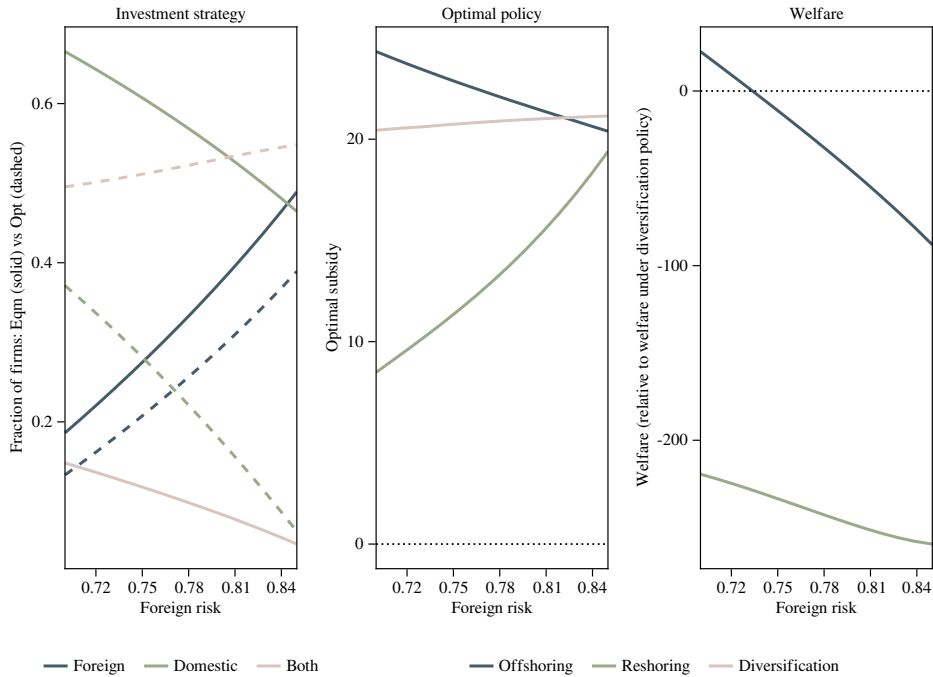 Investment strategy
Optimal policy
Welfare
Fraction of firms: Eqm (solid) vs Opt (dashed)
0.6
0.4
0.2
0.72 0.75 0.78 0.81 0.84
Foreign risk
Optimal subsidy
20
10
0
0.72 0.75 0.78 0.81 0.84
Foreign risk
Welfare (relative to welfare under diversification policy)
0
-100
-200
0.72 0.75 0.78 0.81 0.84
Foreign risk
Foreign Domestic Both
Offshoring Reshoring Diversification